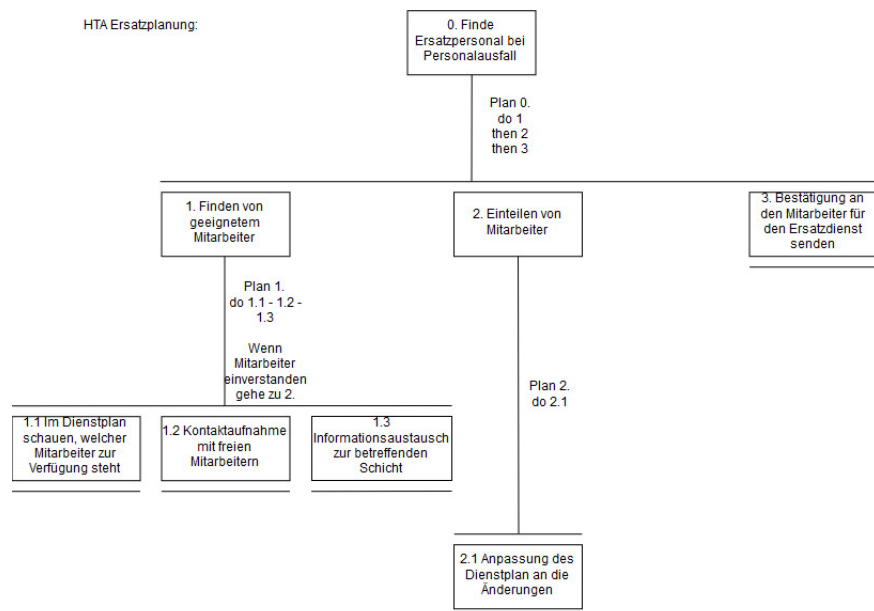 HTA Ersatzplanung:
0. Finde
Ersatzpersonal bei
Personalausfall
Plan 0.
do 1
then 2
then 3
1. Finden von
geeignetem
Mitarbeiter
2. Einteilen von
Mitarbeiter
3. Bestätigung an
den Mitarbeiter für
den Ersatzdienst
senden
Plan 1.
do 1.1 - 1.2 -
1.3
Wenn
Mitarbeiter
einverstanden
gehe zu 2.
Plan 2.
do 2.1
1.1 Im Dienstplan
schauen, welcher
Mitarbeiter zur
Verfügung steht
1.2 Kontaktaufnahme
mit freien
Mitarbeitern
1.3
Informationsaustausch
zur betreffenden
Schicht
2.1 Anpassung des
Dienstplan an die
Änderungen